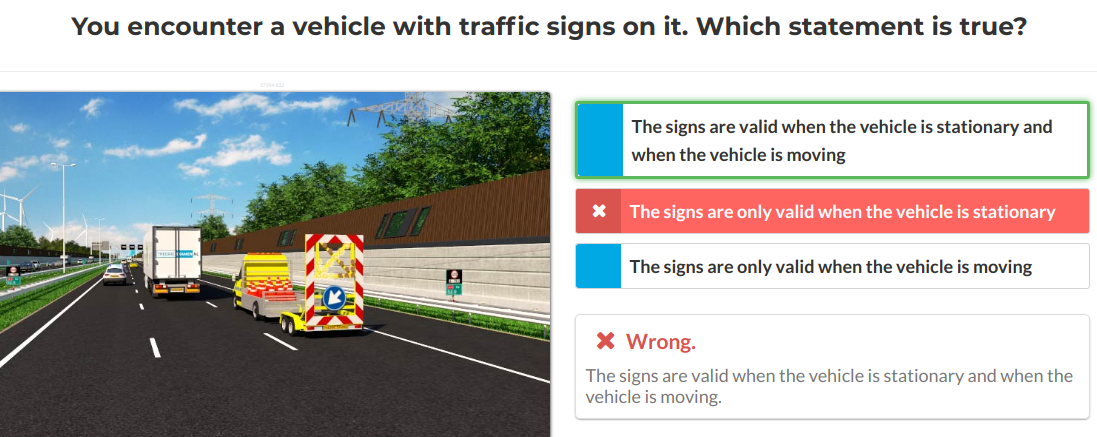 You encounter a vehicle with traffic signs on it. Which statement is true?
The signs are valid when the vehicle is stationary and
when the vehicle is moving
The signs are only valid when the vehicle is stationary
The signs are only valid when the vehicle is moving
Wrong.
The signs are valid when the vehicle is stationary and when the
vehicle is moving.